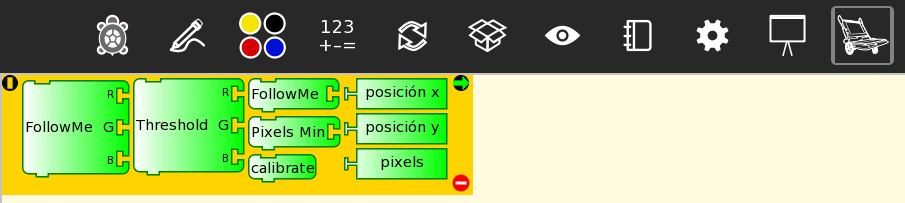 123
+-=
FollowMe R G B
Threshold R G B
FollowMe
Pixels Min
calibrate
posición x
posición y
pixels